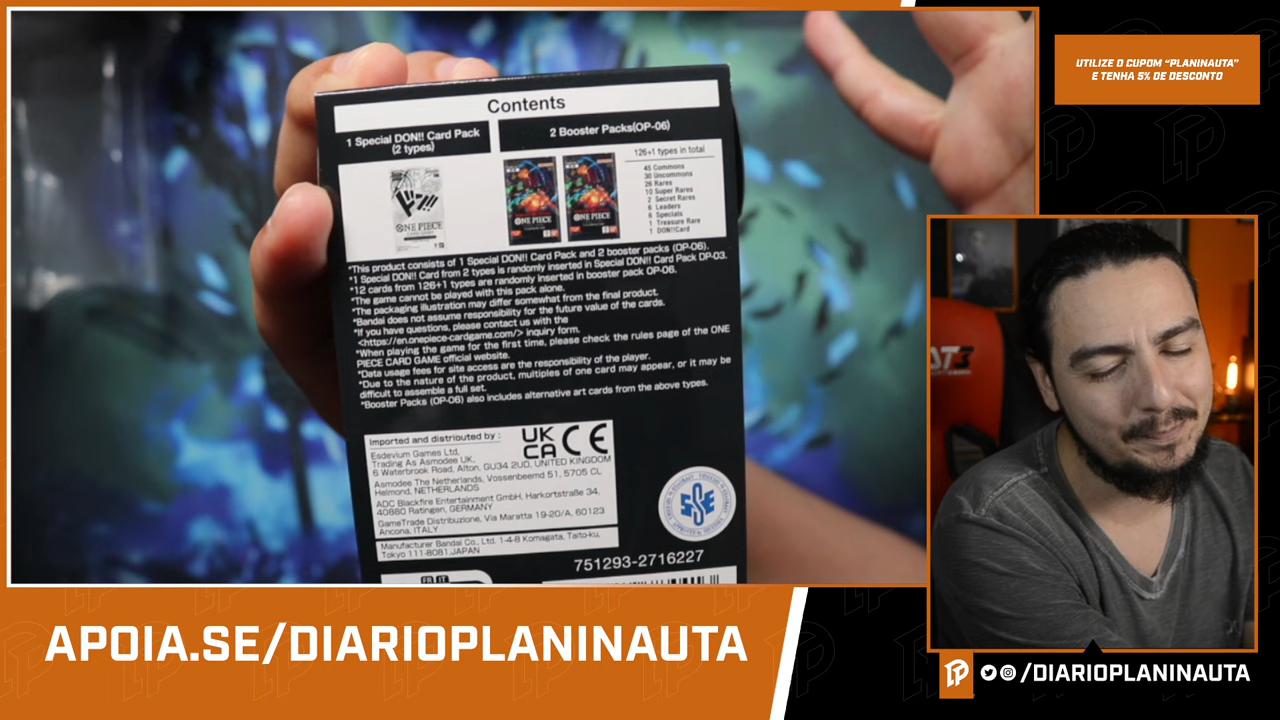 UTILIZE O CUPOM “PLANINAUTA”
E TENHA 5% DE DESCONTO
Contents
1 Special DON!! Card Pack
(2 types)
2 Booster Packs(OP-06)
126+1 types in total
45 Commons
30 Uncommons
26 Rares
10 Super Rares
2 Secret Rares
6 Leaders
6 Specials
1 Treasure Rare
1 DON!!Card
ドン!!
ONE PIECE
ONE PIECE
ONE PIECE
*This product consists of 1 Special DON!! Card Pack and 2 booster packs (OP-06).
*1 Special DON!! Card from 2 types is randomly inserted in Special DON!! Card Pack DP-03.
*12 cards from 126+1 types are randomly inserted in booster pack OP-06.
*The game cannot be played with this pack alone.
*The packaging illustration may differ somewhat from the final product.
*Bandai does not assume responsibility for the future value of the cards.
*If you have questions, please contact us with the
<https://en.onepiece-cardgame.com/> inquiry form.
*When playing the game for the first time, please check the rules page of the ONE
PIECE CARD GAME official website.
*Data usage fees for site access are the responsibility of the player.
*Due to the nature of the product, multiples of one card may appear, or it may be
difficult to assemble a full set.
*Booster Packs (OP-06) also includes alternative art cards from the above types.
Imported and distributed by :
UK
CA CE
Esdevium Games Ltd,
Trading As Asmodee UK,
6 Waterbrook Road, Alton, GU34 2UD, UNITED KINGDOM
Asmodee The Netherlands, Vossenbeemd 51, 5705 CL
Helmond, NETHERLANDS
ADC Blackfire Entertainment GmbH, Harkortstraße 34,
40880 Ratingen, GERMANY
GameTrade Distribuzione, Via Maratta 19-20/A, 60123
Ancona, ITALY
Manufacturer Bandai Co., Ltd. 1-4-8 Komagata, Taito-ku,
Tokyo 111-8081,JAPAN
751293-2716227
FR IT
APOIA.SE/DIARIOPLANINAUTA
/DIARIOPLANINAUTA